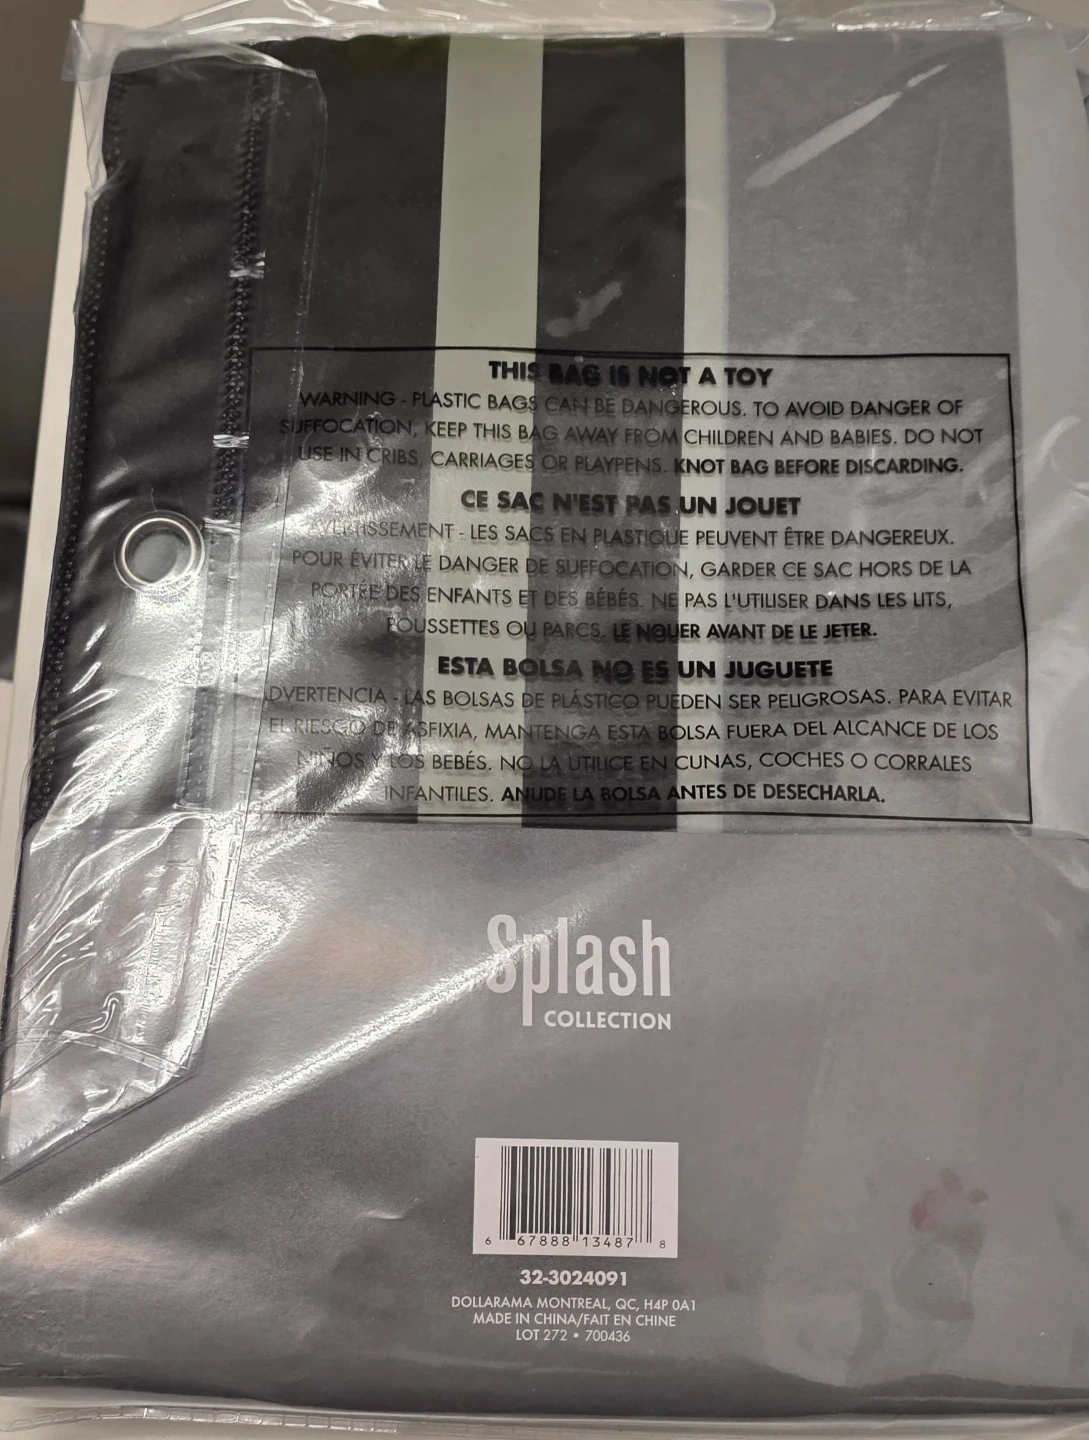 THIS BAG IS NOT A TOY
WARNING - PLASTIC BAGS CAN BE DANGEROUS. TO AVOID DANGER OF
SUFFOCATION, KEEP THIS BAG AWAY FROM CHILDREN AND BABIES. DO NOT
USE IN CRIBS, CARRIAGES OR PLAYPENS. KNOT BAG BEFORE DISCARDING.
CE SAC N'EST PAS UN JOUET
AVERTISSEMENT - LES SACS EN PLASTIQUE PEUVENT ÊTRE DANGEREUX.
POUR ÉVITER LE DANGER DE SUFFOCATION, GARDER CE SAC HORS DE LA
PORTÉE DES ENFANTS ET DES BÉBÉS. NE PAS L'UTILISER DANS LES LITS,
POUSSETTES OU PARCS. LE NOUER AVANT DE LE JETER.
ESTA BOLSA NO ES UN JUGUETE
ADVERTENCIA - LAS BOLSAS DE PLÁSTICO PUEDEN SER PELIGROSAS. PARA EVITAR
EL RIESGO DE ASFIXIA, MANTENGA ESTA BOLSA FUERA DEL ALCANCE DE LOS
NIÑOS Y LOS BEBÉS. NO LA UTILICE EN CUNAS, COCHES O CORRALES
INFANTILES. ANUDE LA BOLSA ANTES DE DESECHARLA.
Splash
COLLECTION
6 67888 13487 8
32-3024091
DOLLARAMA MONTREAL, QC, H4P 0A1
MADE IN CHINA/FAIT EN CHINE
LOT 272 • 700436